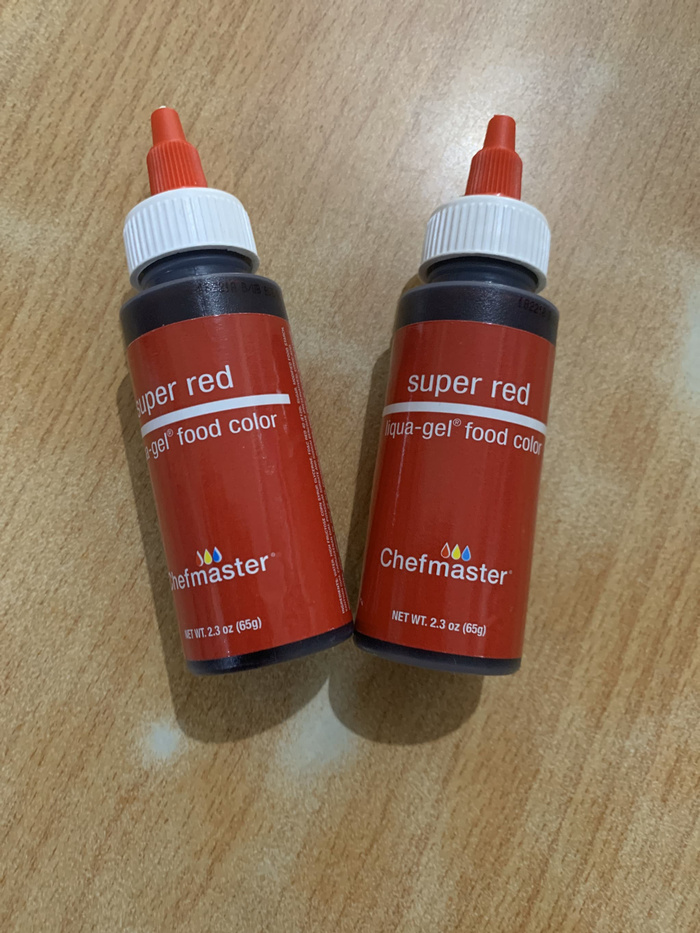 super red
a-gel® food color
Chefmaster®
NET WT. 2.3 oz (65g)
super red
liqua-gel® food color
Chefmaster®
NET WT. 2.3 oz (65g)